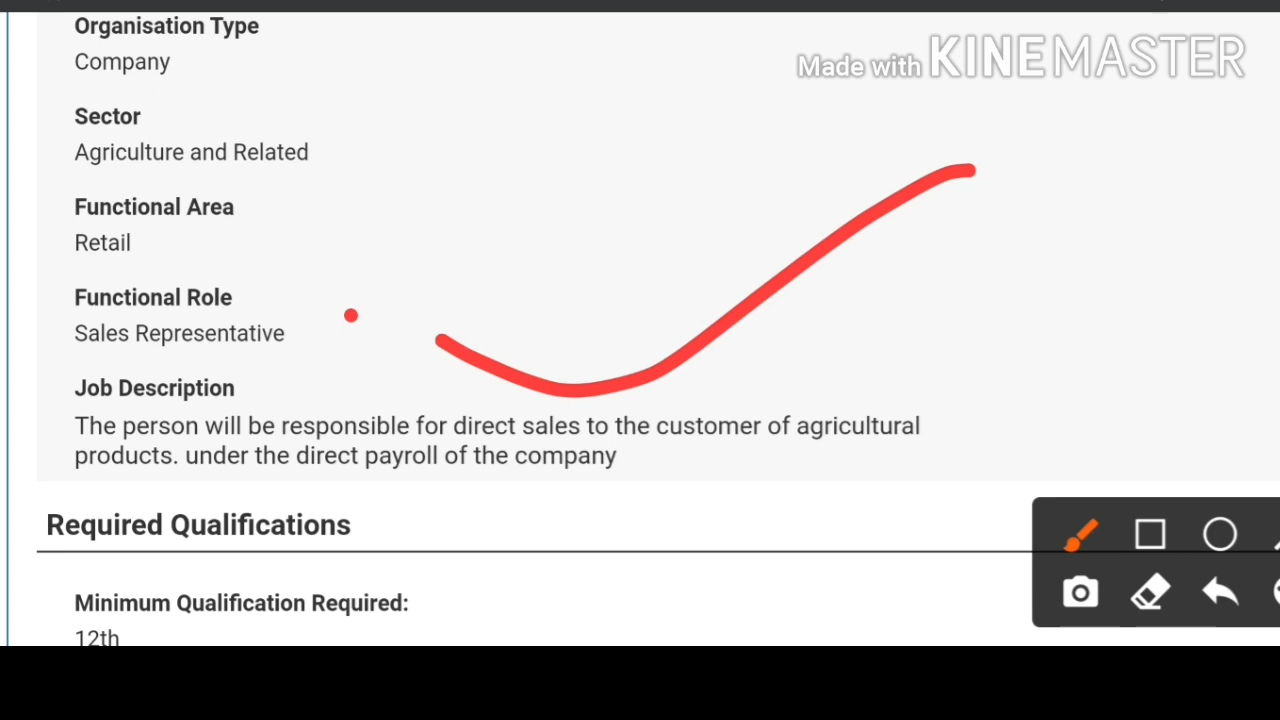 Organisation Type
Made with KINEMASTER
Company
Sector
Agriculture and Related
Functional Area
Retail
Functional Role
Sales Representative
Job Description
The person will be responsible for direct sales to the customer of agricultural
products. under the direct payroll of the company
Required Qualifications
Minimum Qualification Required:
12th